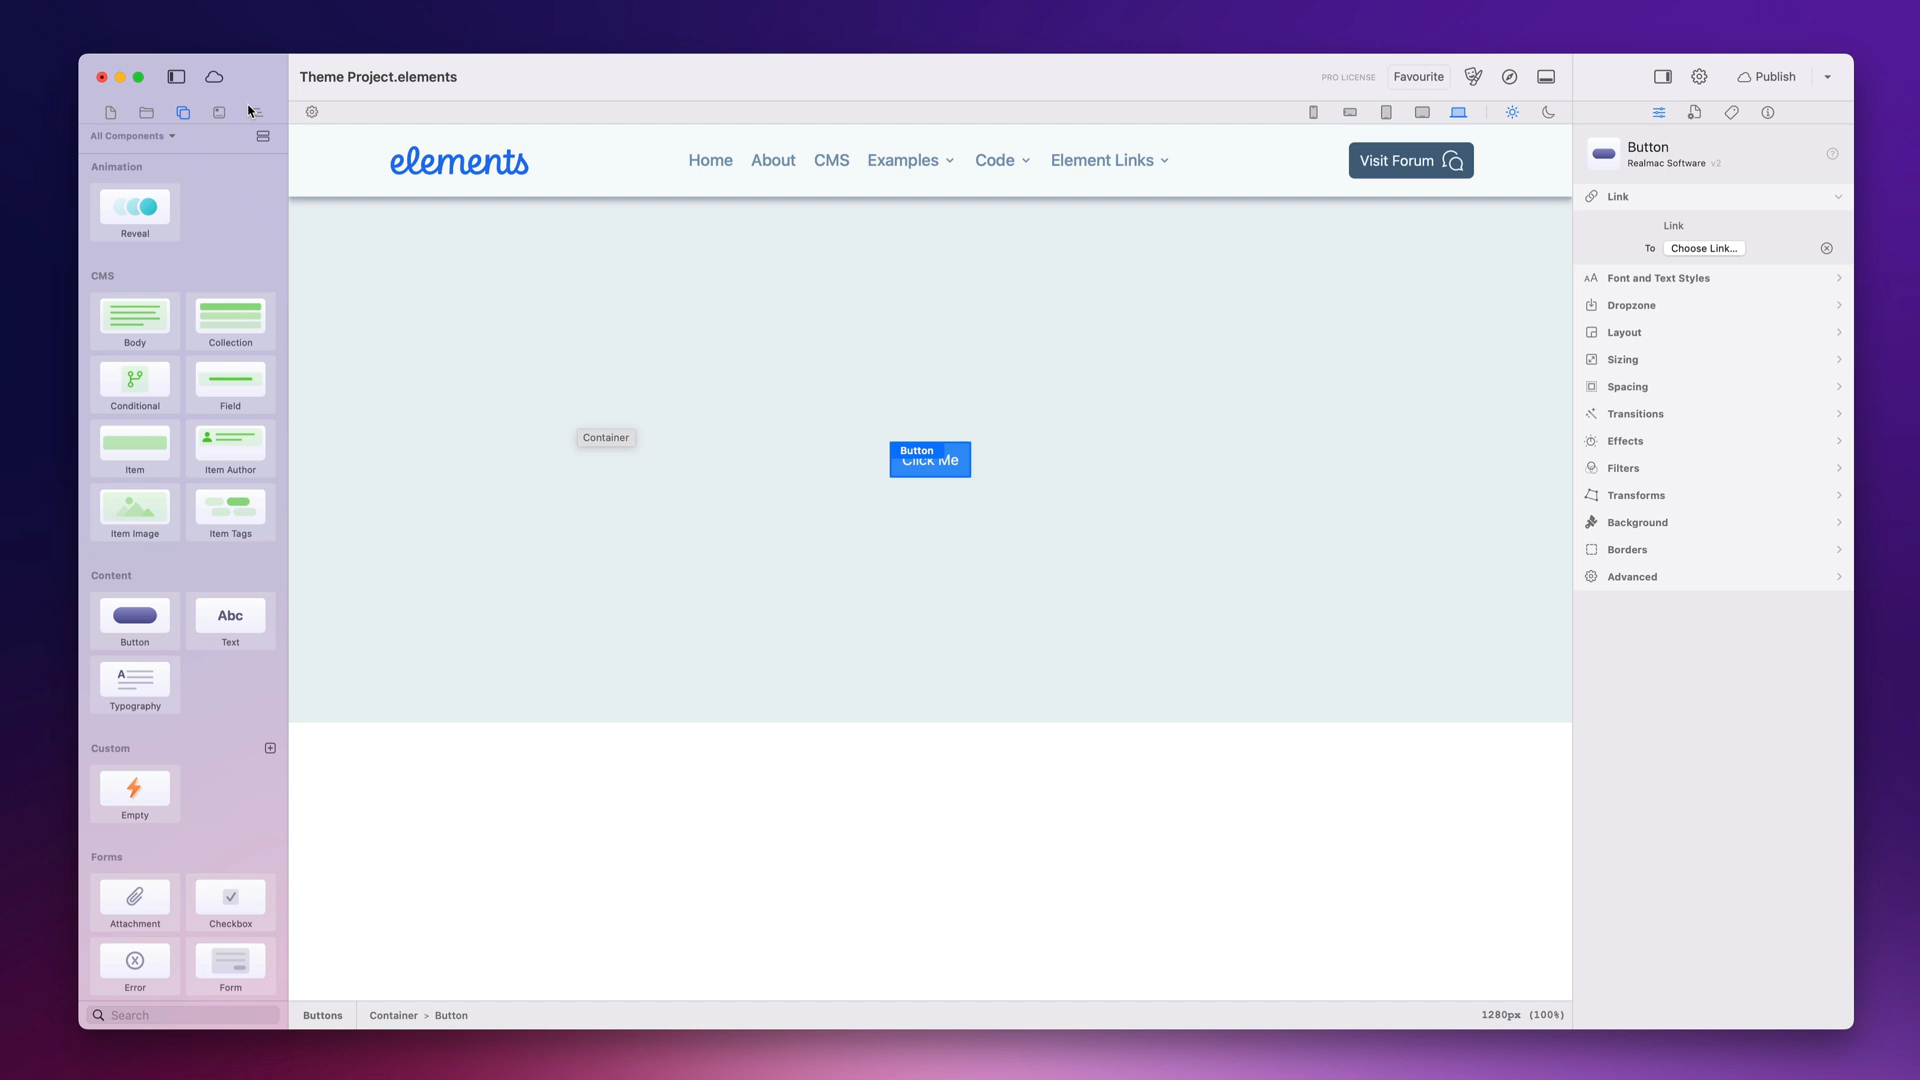 Theme Project.elements
PRO LICENSE
Favourite
Publish
All Components
Animation
Reveal
CMS
Body
Collection
Conditional
Field
Item
Item Author
Item Image
Item Tags
Content
Button
Abc
Text
A
Typography
Custom
Empty
Forms
Attachment
Checkbox
Error
Form
Search
elements
Home
About
CMS
Examples
Code
Element Links
Visit Forum
Container
Button
Click Me
Buttons
Container > Button
1280px (100%)
Button
Realmac Software v2
Link
Link
To
Choose Link...
AA
Font and Text Styles
Dropzone
Layout
Sizing
Spacing
Transitions
Effects
Filters
Transforms
Background
Borders
Advanced